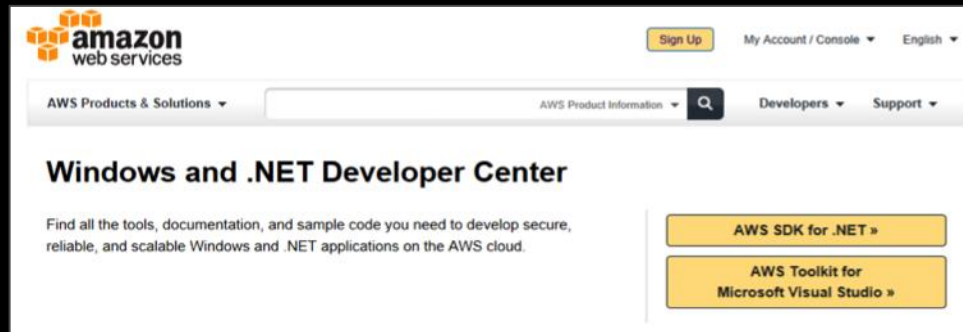 amazon
web services
Sign Up
My Account / Console
English
AWS Products & Solutions
AWS Product Information
Developers
Support
Windows and .NET Developer Center
Find all the tools, documentation, and sample code you need to develop secure,
reliable, and scalable Windows and .NET applications on the AWS cloud.
AWS SDK for .NET »
AWS Toolkit for
Microsoft Visual Studio »